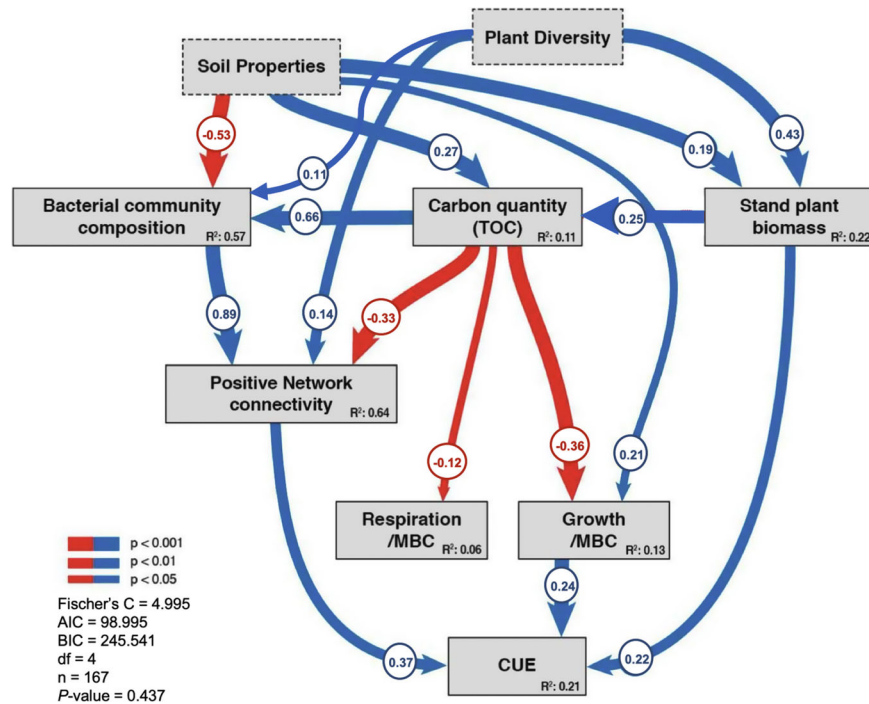 Plant Diversity
Soil Properties
-0.53
0.11
0.27
0.19
0.43
Bacterial community
composition
R²: 0.57
0.66
Carbon quantity
(TOC)
R²: 0.11
0.25
Stand plant
biomass
R²: 0.22
0.89
0.14
-0.33
Positive Network
connectivity
R²: 0.64
-0.12
-0.36
0.21
Respiration
/MBC
R²: 0.06
Growth
/MBC
R²: 0.13
0.24
0.37
0.22
CUE
R²: 0.21
p < 0.001
p < 0.01
p < 0.05
Fischer's C = 4.995
AIC = 98.995
BIC = 245.541
df = 4
n = 167
P-value = 0.437